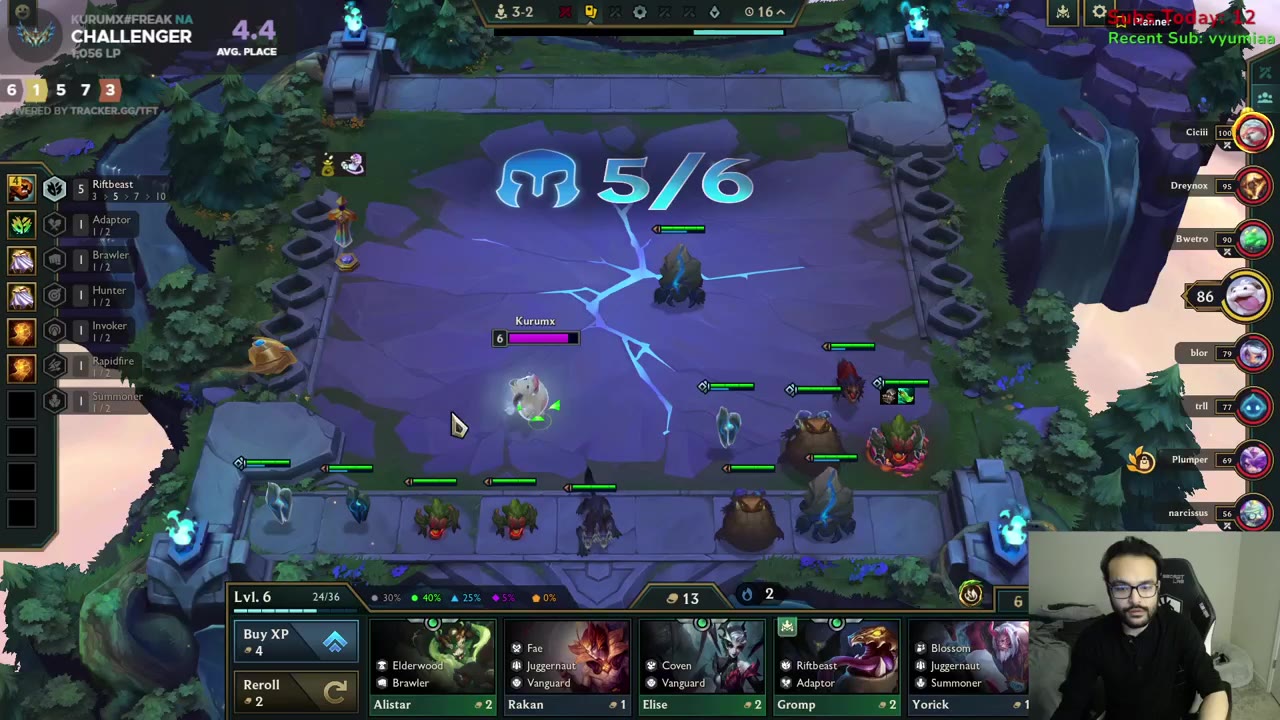 KURUMX#FREAK NA
CHALLENGER
1,056 LP
4.4
AVG. PLACE
6 1 5 7 3
POWERED BY TRACKER.GG/TFT
3-2
16
Planner
Subs Today: 12
Recent Sub: vyumiaa
5/6
5 Riftbeast
3 > 5 > 7 > 10
1 Adaptor
1 / 2
1 Brawler
1 / 2
1 Hunter
1 / 2
1 Invoker
1 / 2
1 Rapidfire
1 / 2
1 Summoner
1 / 2
Kurumx
6
Ciciii 100
Dreynox 95
Bwetro 90
86
blor 79
trll 77
Plumper 69
narcissus 56
Lvl. 6 24/36
30% 40% 25% 5% 0%
13
2
6
Buy XP
4
Reroll
2
Elderwood
Brawler
Alistar 2
Fae
Juggernaut
Vanguard
Rakan 1
Coven
Vanguard
Elise 2
Riftbeast
Adaptor
Gromp 2
Blossom
Juggernaut
Summoner
Yorick 1